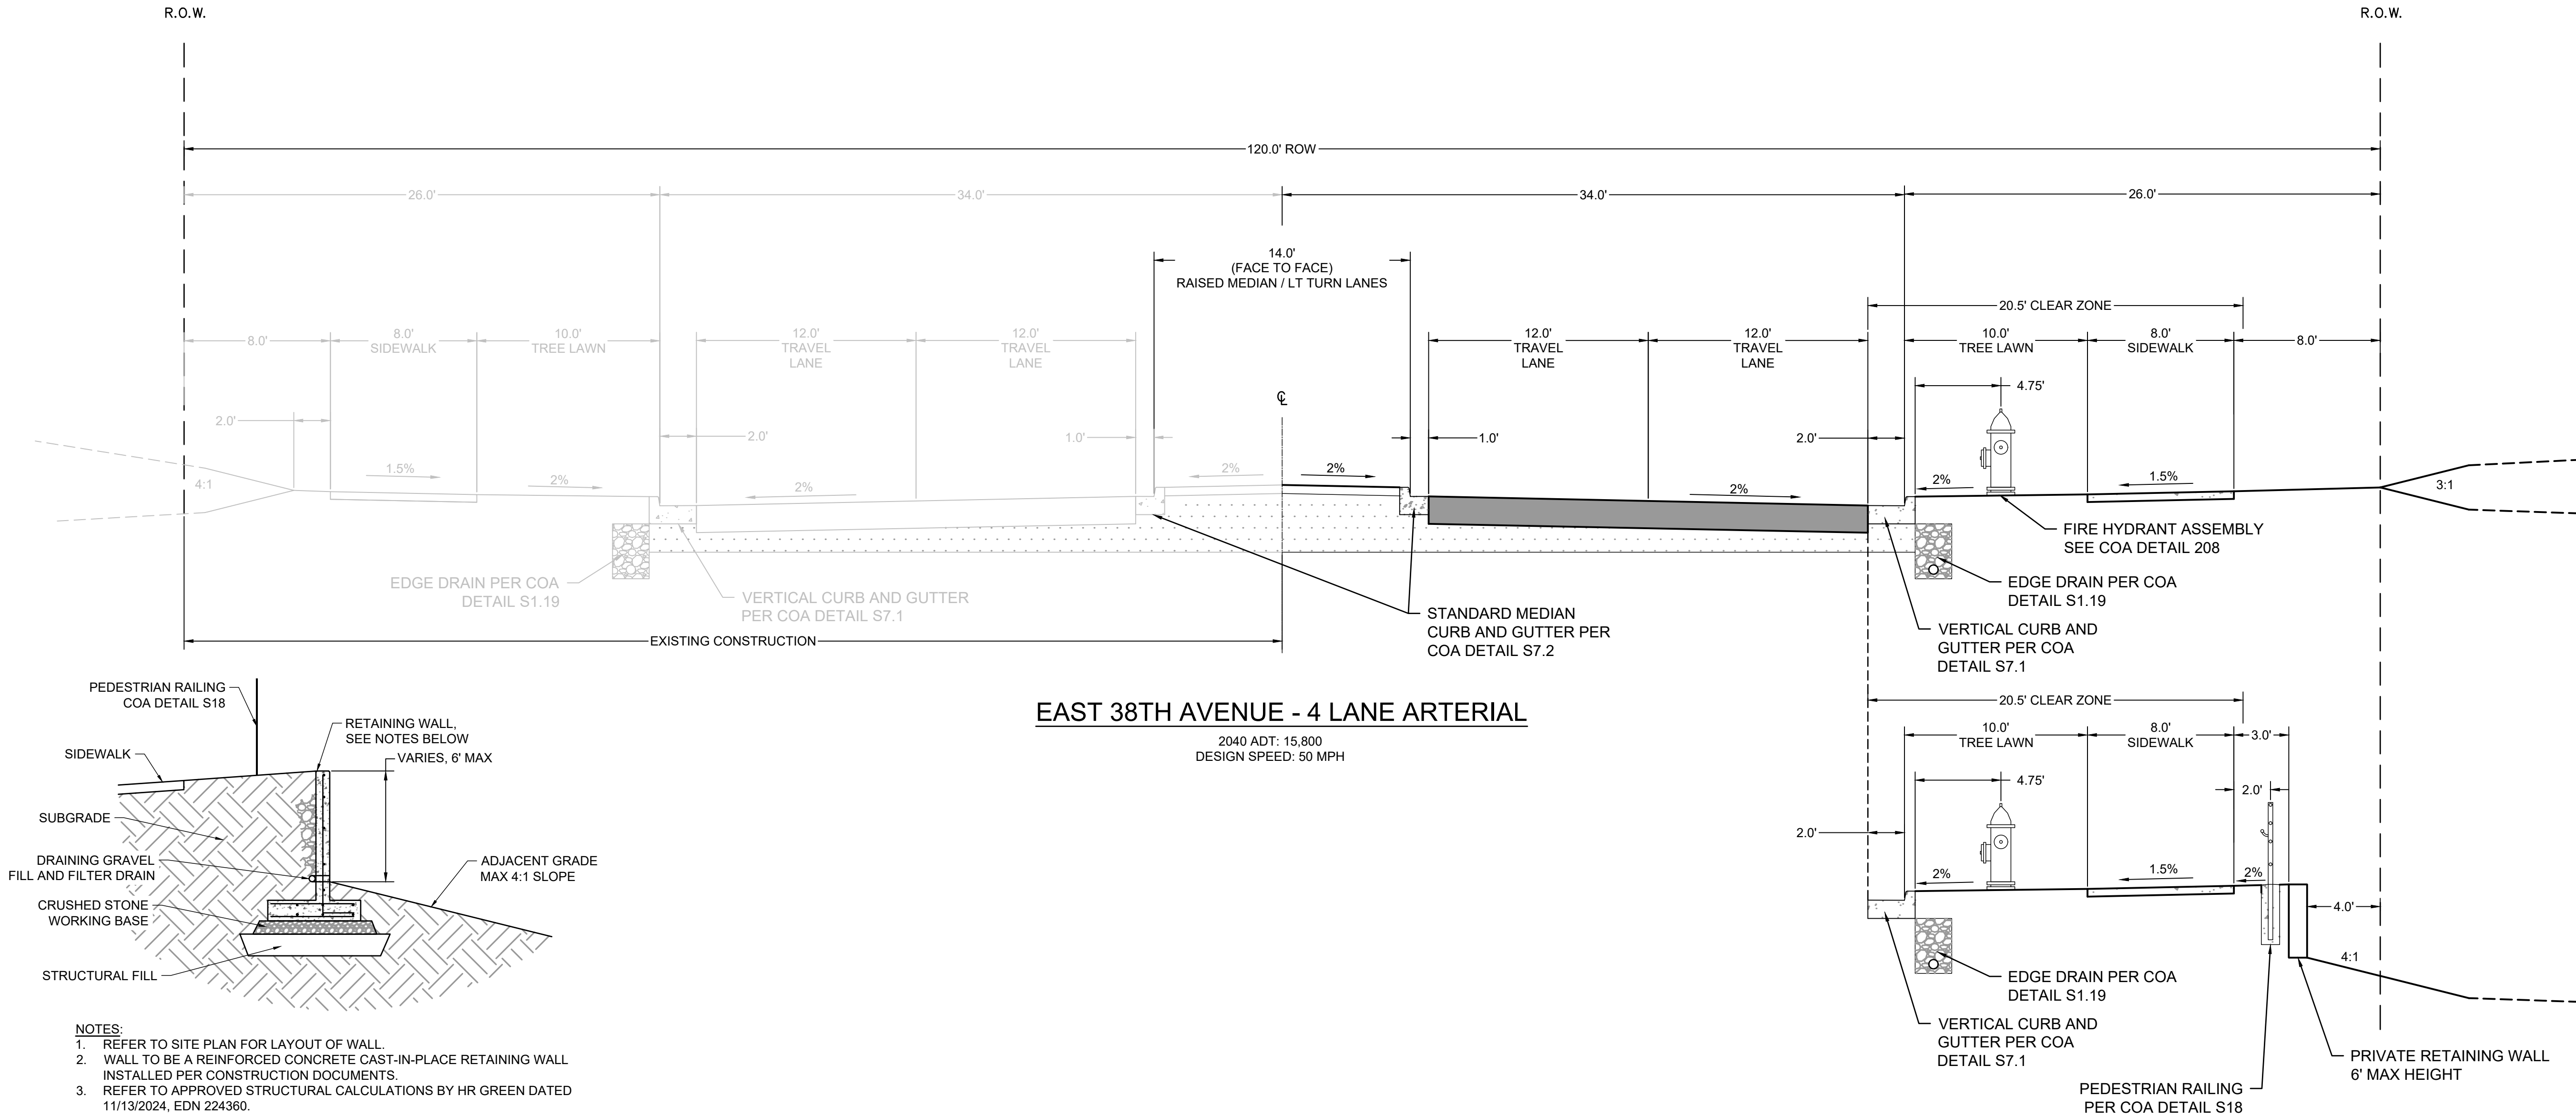 R.O.W.
R.O.W.
120.0' ROW
26.0'
34.0'
34.0'
26.0'
14.0'
(FACE TO FACE)
RAISED MEDIAN / LT TURN LANES
20.5' CLEAR ZONE
8.0'
8.0'
SIDEWALK
10.0'
TREE LAWN
12.0'
TRAVEL
LANE
12.0'
TRAVEL
LANE
12.0'
TRAVEL
LANE
12.0'
TRAVEL
LANE
10.0'
TREE LAWN
8.0'
SIDEWALK
8.0'
4.75'
℄
2.0'
2.0'
1.0'
1.0'
2.0'
4:1
1.5%
2%
2%
2%
2%
2%
2%
1.5%
3:1
FIRE HYDRANT ASSEMBLY
SEE COA DETAIL 208
EDGE DRAIN PER COA
DETAIL S1.19
VERTICAL CURB AND GUTTER
PER COA DETAIL S7.1
EDGE DRAIN PER COA
DETAIL S1.19
STANDARD MEDIAN
CURB AND GUTTER PER
COA DETAIL S7.2
VERTICAL CURB AND
GUTTER PER COA
DETAIL S7.1
EXISTING CONSTRUCTION
EAST 38TH AVENUE - 4 LANE ARTERIAL
2040 ADT: 15,800
DESIGN SPEED: 50 MPH
PEDESTRIAN RAILING
COA DETAIL S18
RETAINING WALL,
SEE NOTES BELOW
VARIES, 6' MAX
SIDEWALK
SUBGRADE
DRAINING GRAVEL
FILL AND FILTER DRAIN
ADJACENT GRADE
MAX 4:1 SLOPE
CRUSHED STONE
WORKING BASE
STRUCTURAL FILL
NOTES:
1. REFER TO SITE PLAN FOR LAYOUT OF WALL.
2. WALL TO BE A REINFORCED CONCRETE CAST-IN-PLACE RETAINING WALL
INSTALLED PER CONSTRUCTION DOCUMENTS.
3. REFER TO APPROVED STRUCTURAL CALCULATIONS BY HR GREEN DATED
11/13/2024, EDN 224360.
20.5' CLEAR ZONE
10.0'
TREE LAWN
8.0'
SIDEWALK
3.0'
4.75'
2.0'
2.0'
2%
1.5%
2%
4.0'
4:1
EDGE DRAIN PER COA
DETAIL S1.19
VERTICAL CURB AND
GUTTER PER COA
DETAIL S7.1
PRIVATE RETAINING WALL
6' MAX HEIGHT
PEDESTRIAN RAILING
PER COA DETAIL S18